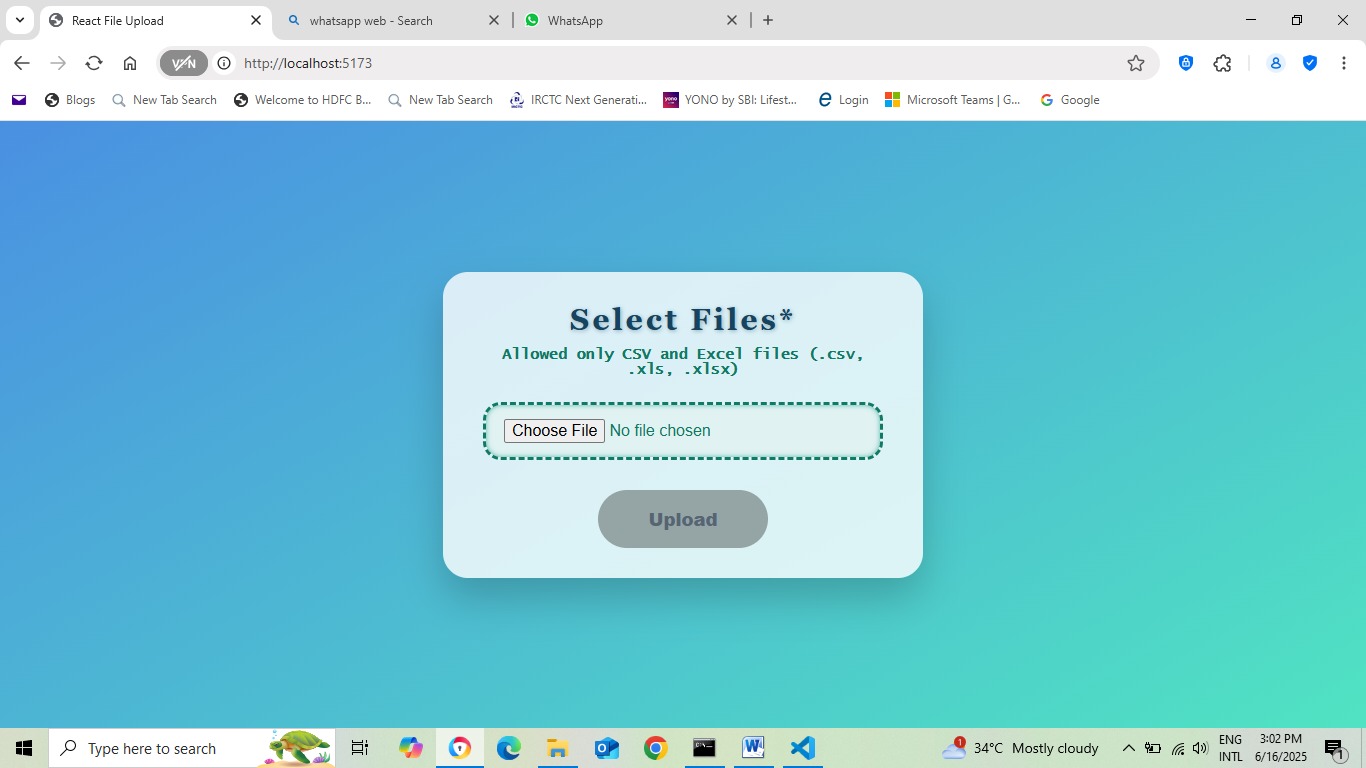 React File Upload
whatsapp web - Search
WhatsApp
VPN
http://localhost:5173
Blogs
New Tab Search
Welcome to HDFC B...
New Tab Search
IRCTC Next Generati...
YONO by SBI: Lifest...
Login
Microsoft Teams | G...
Google
Select Files*
Allowed only CSV and Excel files (.csv,
.xls, .xlsx)
Choose File No file chosen
Upload
Type here to search
1
34°C Mostly cloudy
ENG
INTL
3:02 PM
6/16/2025
1